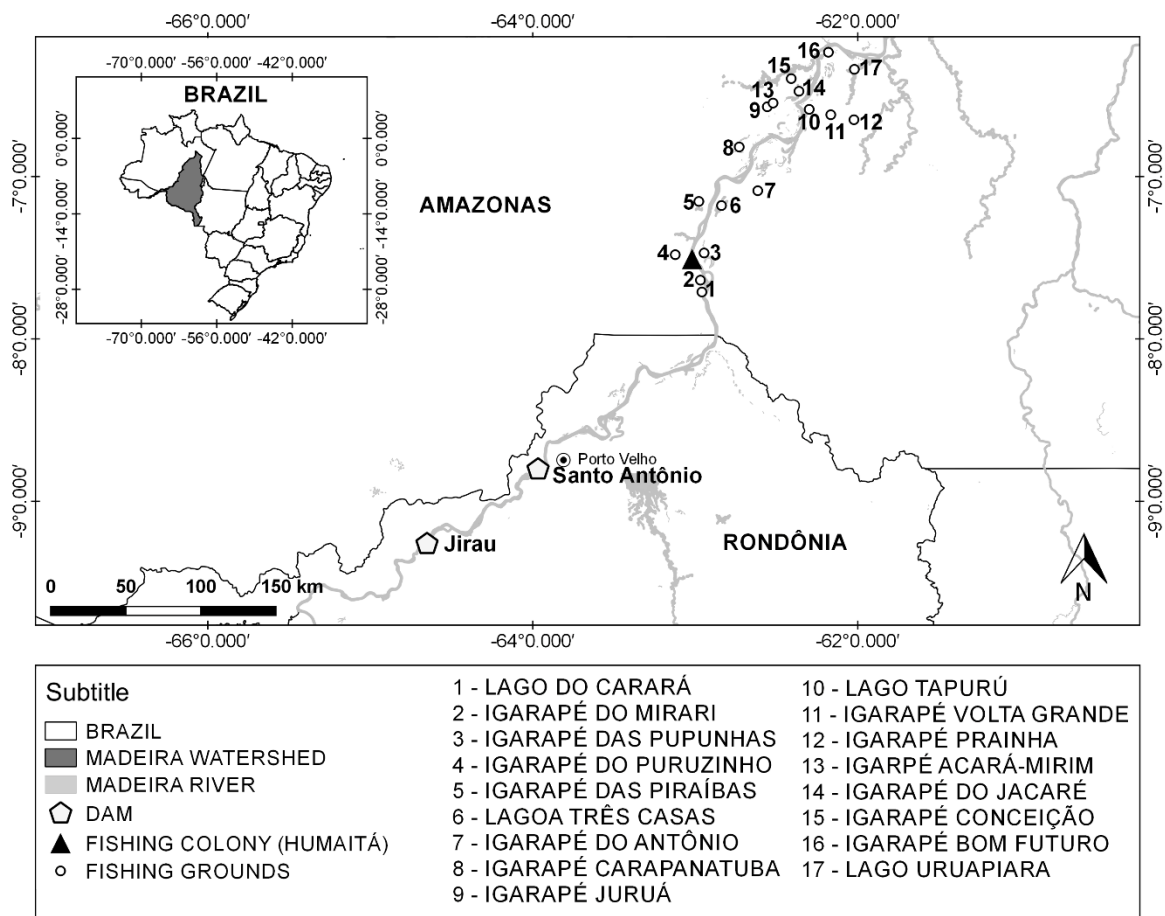 -66°0.000' -64°0.000' -62°0.000'
-70°0.000' -56°0.000' -42°0.000'
BRAZIL
0°0.000'
-14°0.000'
-28°0.000'
0°0.000'
-14°0.000'
-28°0.000'
-70°0.000' -56°0.000' -42°0.000'
16
17
15
14
13
9
10
11
12
8
7
5
6
4
3
2
1
AMAZONAS
-7°0.000'
-7°0.000'
-8°0.000'
-8°0.000'
-9°0.000'
-9°0.000'
Porto Velho
Santo Antônio
Jirau
RONDÔNIA
N
0 50 100 150 km
-66°0.000' -64°0.000' -62°0.000'
Subtitle
BRAZIL
MADEIRA WATERSHED
MADEIRA RIVER
DAM
FISHING COLONY (HUMAITÁ)
FISHING GROUNDS
1 - LAGO DO CARARÁ
2 - IGARAPÉ DO MIRARI
3 - IGARAPÉ DAS PUPUNHAS
4 - IGARAPÉ DO PURUZINHO
5 - IGARAPÉ DAS PIRAÍBAS
6 - LAGOA TRÊS CASAS
7 - IGARAPÉ DO ANTÔNIO
8 - IGARAPÉ CARAPANATUBA
9 - IGARAPÉ JURUÁ
10 - LAGO TAPURÚ
11 - IGARAPÉ VOLTA GRANDE
12 - IGARAPÉ PRAINHA
13 - IGARPÉ ACARÁ-MIRIM
14 - IGARAPÉ DO JACARÉ
15 - IGARAPÉ CONCEIÇÃO
16 - IGARAPÉ BOM FUTURO
17 - LAGO URUAPIARA